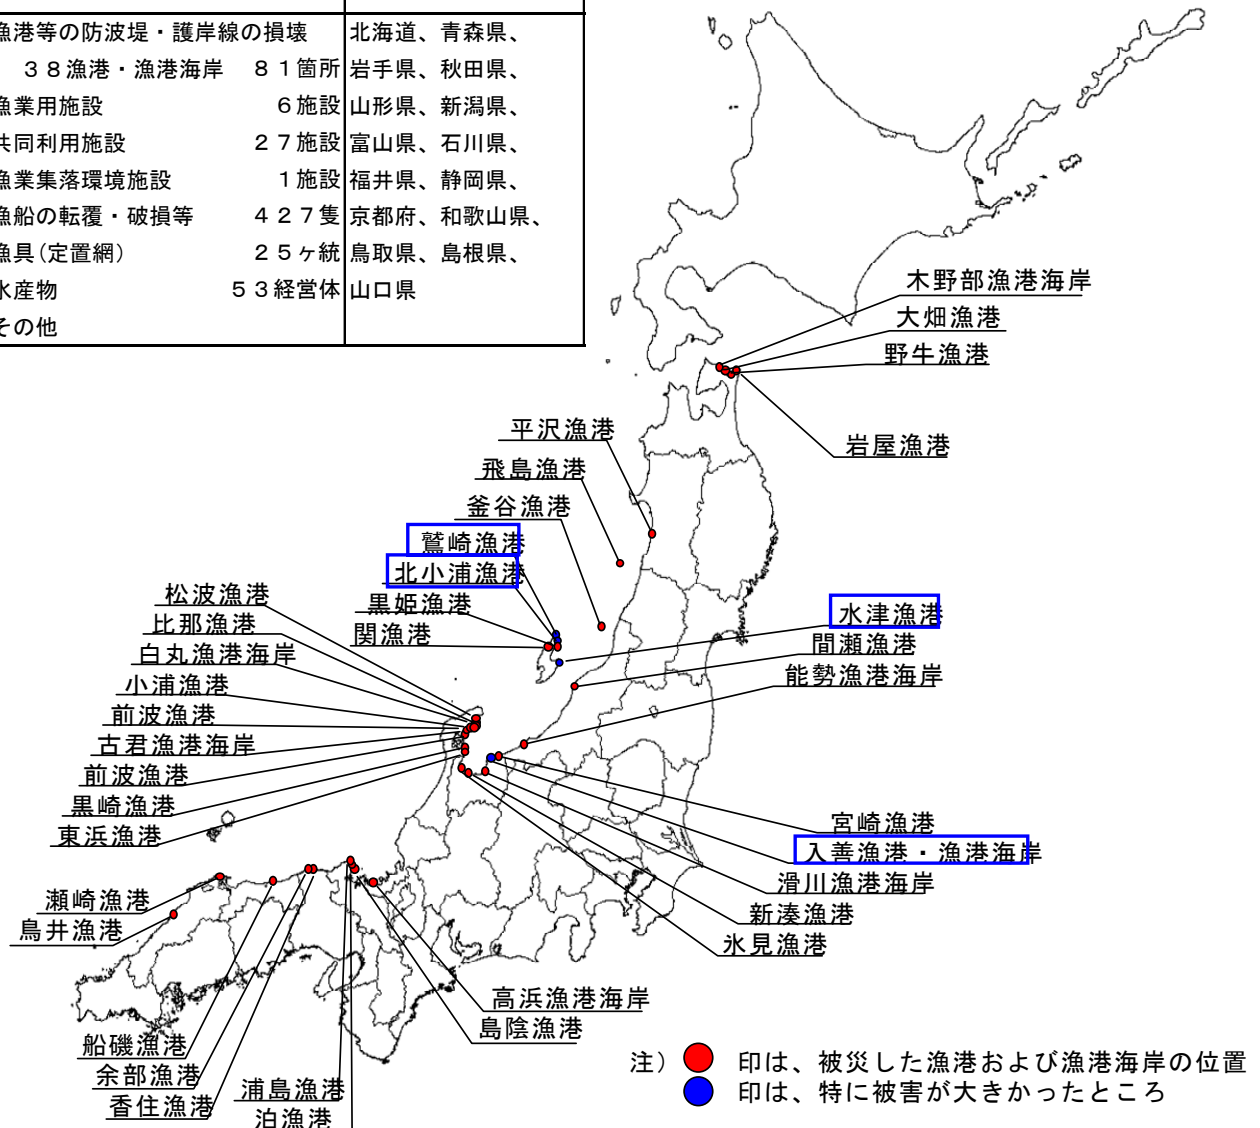 漁港等の防波堤・護岸線の損壊 北海道、青森県、
３８漁港・漁港海岸 ８１箇所 岩手県、秋田県、
漁業用施設 ６施設 山形県、新潟県、
共同利用施設 ２７施設 富山県、石川県、
漁業集落環境施設 １施設 福井県、静岡県、
漁船の転覆・破損等 ４２７隻 京都府、和歌山県、
漁具(定置網) ２５ヶ統 鳥取県、島根県、
水産物 ５３経営体 山口県
その他
木野部漁港海岸
大畑漁港
野牛漁港
岩屋漁港
平沢漁港
飛島漁港
釜谷漁港
鷲崎漁港
北小浦漁港
黒姫漁港
関漁港
松波漁港
比那漁港
白丸漁港海岸
小浦漁港
前波漁港
古君漁港海岸
前波漁港
黒崎漁港
東浜漁港
水津漁港
間瀬漁港
能勢漁港海岸
宮崎漁港
入善漁港・漁港海岸
滑川漁港海岸
新湊漁港
氷見漁港
瀬崎漁港
鳥井漁港
高浜漁港海岸
島陰漁港
船磯漁港
余部漁港
香住漁港
浦島漁港
泊漁港
注) 印は、被災した漁港および漁港海岸の位置
印は、特に被害が大きかったところ